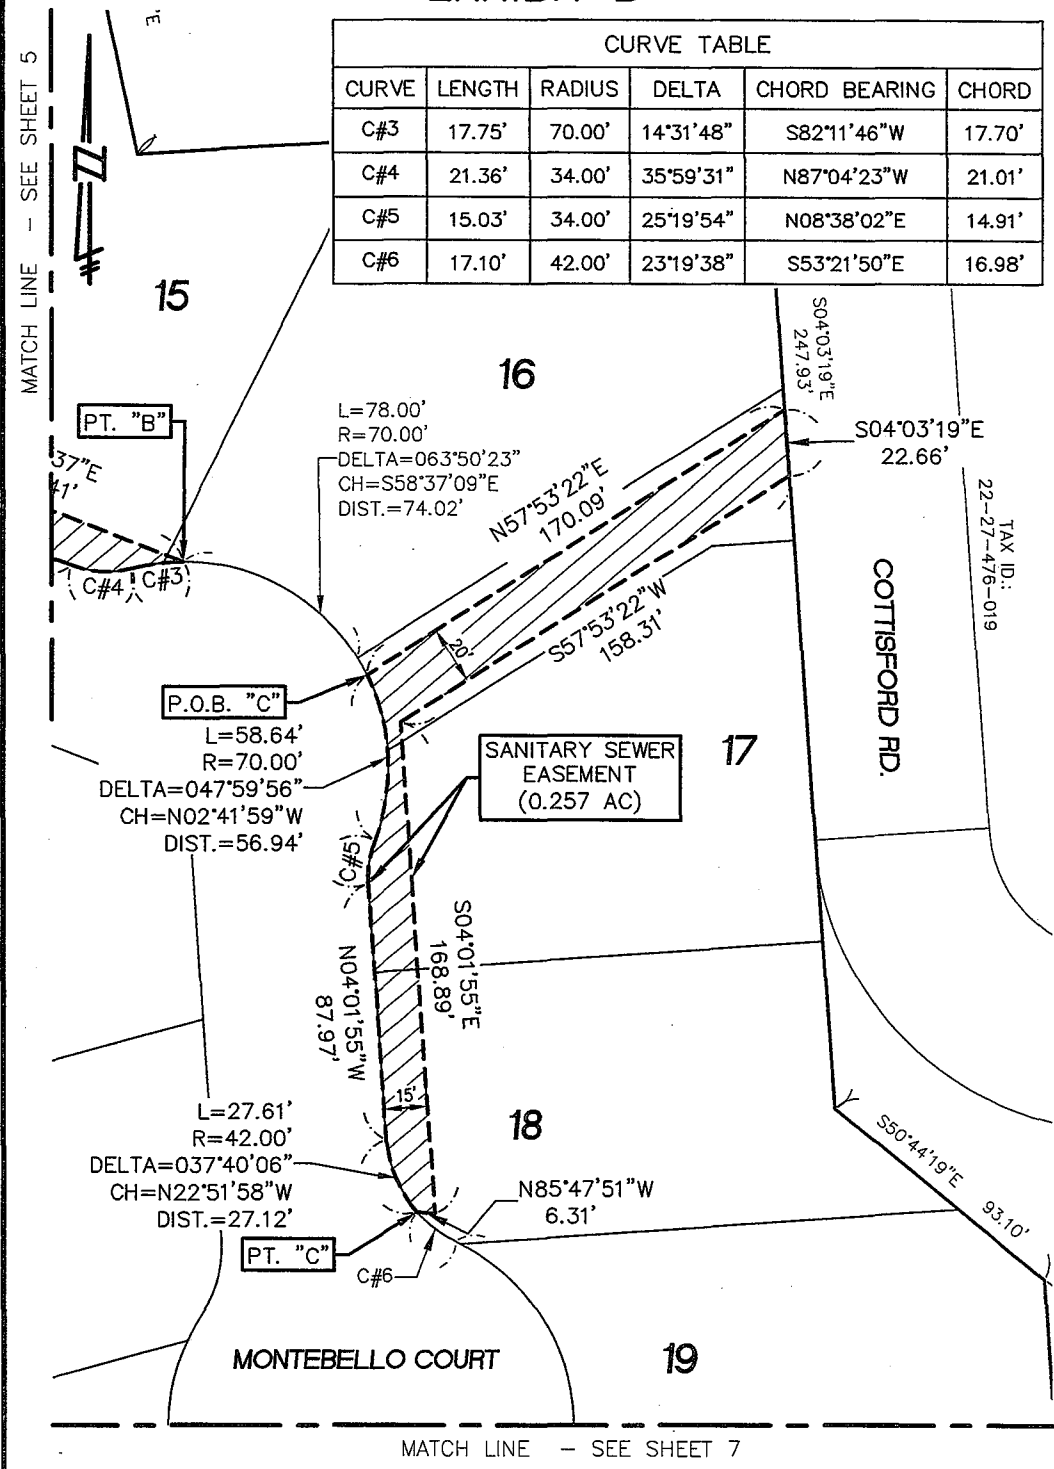 CURVE TABLE
CURVE LENGTH RADIUS DELTA CHORD BEARING CHORD
C#3 17.75' 70.00' 14°31'48" S82°11'46"W 17.70'
C#4 21.36' 34.00' 35°59'31" N87°04'23"W 21.01'
C#5 15.03' 34.00' 25°19'54" N08°38'02"E 14.91'
C#6 17.10' 42.00' 23°19'38" S53°21'50"E 16.98'
MATCH LINE - SEE SHEET 5
"E
15
16
S04°03'19"E
247.93'
PT. "B"
37"E
41'
C#4
C#3
L=78.00'
R=70.00'
DELTA=063°50'23"
CH=S58°37'09"E
DIST.=74.02'
N57°53'22"E
170.09'
S04°03'19"E
22.66'
TAX ID.:
22-27-476-019
COTTISFORD RD.
20'
S57°53'22"W
158.31'
P.O.B. "C"
L=58.64'
R=70.00'
DELTA=047°59'56"
CH=N02°41'59"W
DIST.=56.94'
SANITARY SEWER
EASEMENT
(0.257 AC)
17
C#5
S04°01'55"E
168.89'
N04°01'55"W
87.97'
15'
18
L=27.61'
R=42.00'
DELTA=037°40'06"
CH=N22°51'58"W
DIST.=27.12'
N85°47'51"W
6.31'
S50°44'19"E
93.10'
PT. "C"
C#6
MONTEBELLO COURT
19
MATCH LINE - SEE SHEET 7